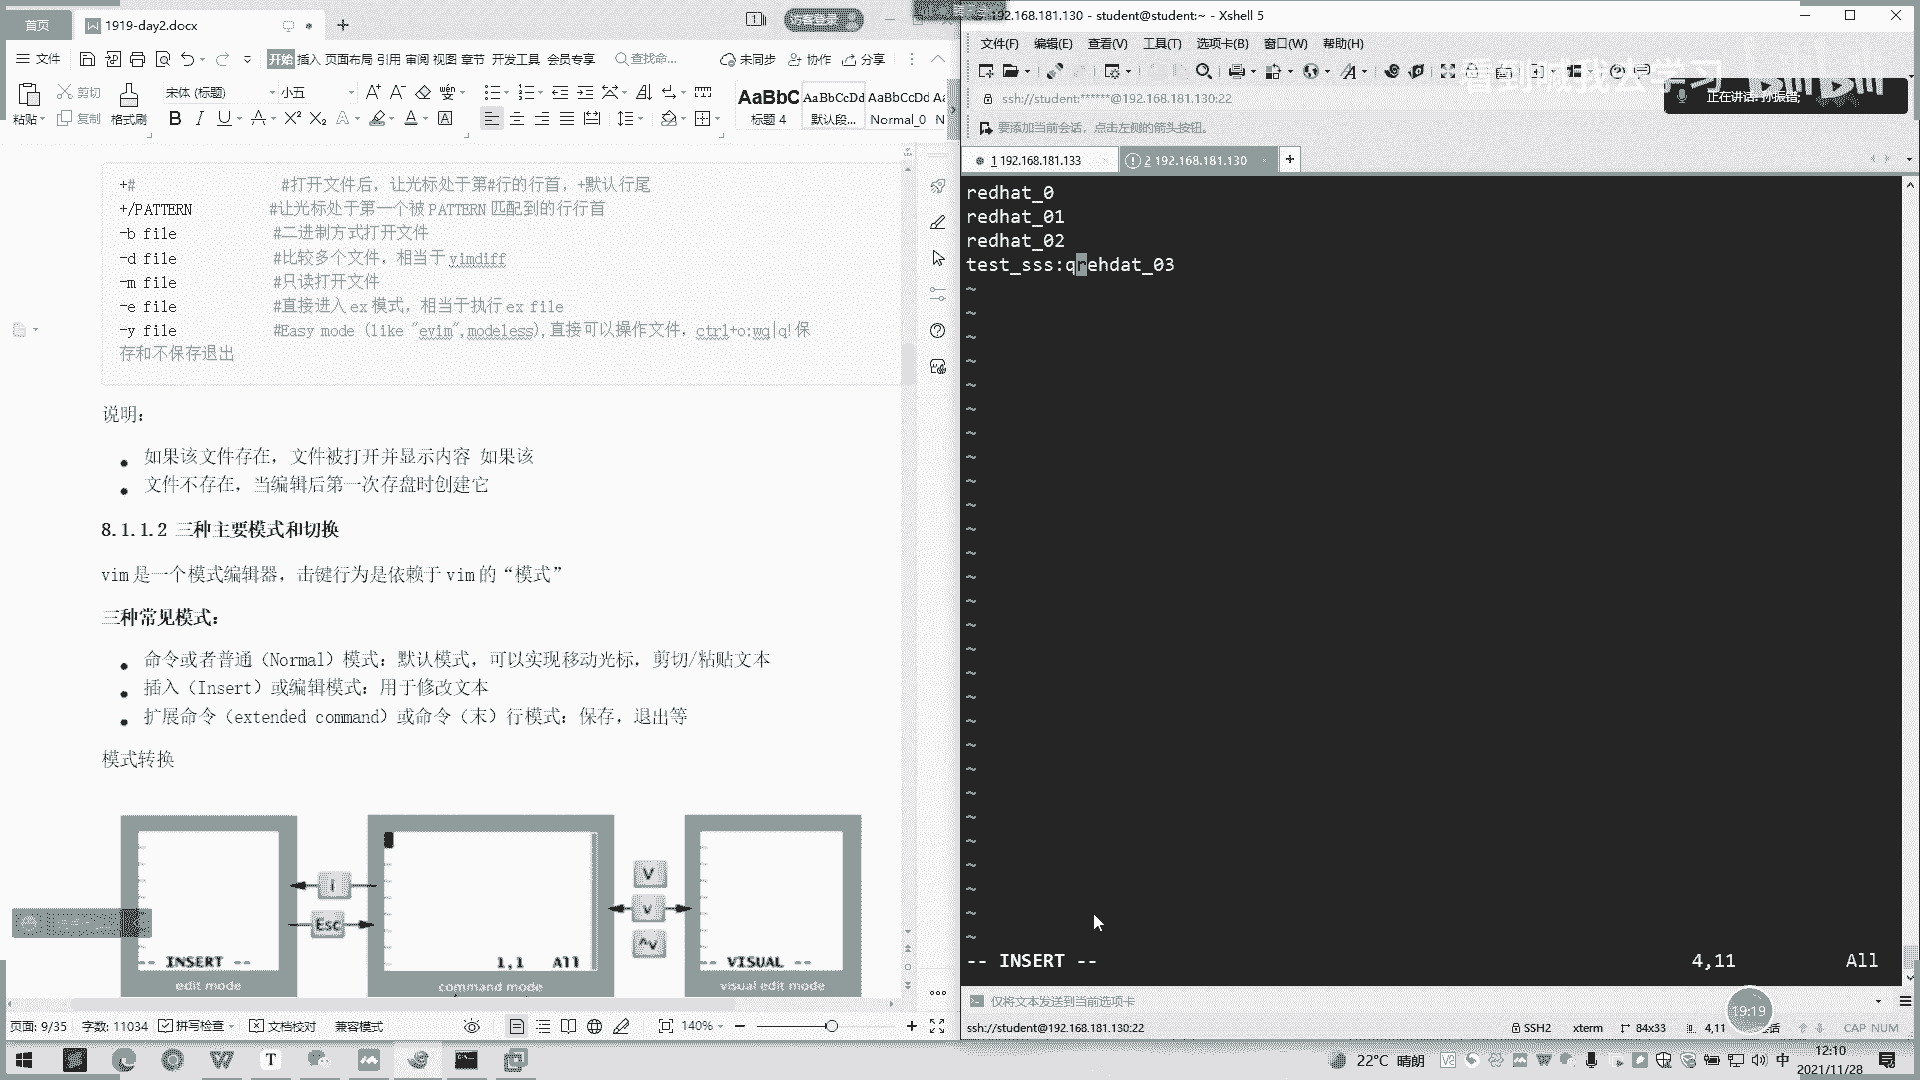 首页
1919-day2.docx
访客登录
文件 开始 插入 页面布局 引用 审阅 视图 章节 开发工具 会员专享 查找命... 未同步 协作 分享
粘贴 剪切 复制 格式刷
宋体 (标题) 小五
AaBbC AaBbCcDd AaBbCcDd
标题 4 默认段... Normal_0
+# #打开文件后，让光标处于第#行的行首，+默认行尾
+/PATTERN #让光标处于第一个被 PATTERN 匹配到的行行首
-b file #二进制方式打开文件
-d file #比较多个文件，相当于 vimdiff
-m file #只读打开文件
-e file #直接进入 ex 模式，相当于执行 ex file
-y file #Easy mode (like "evim",modeless),直接可以操作文件，ctrl+o:wq|q!保
存和不保存退出
说明：
如果该文件存在，文件被打开并显示内容 如果该
文件不存在，当编辑后第一次存盘时创建它
8.1.1.2 三种主要模式和切换
vim 是一个模式编辑器，击键行为是依赖于 vim 的“模式”
三种常见模式：
命令或者普通（Normal）模式：默认模式，可以实现移动光标，剪切/粘贴文本
插入（Insert）或编辑模式：用于修改文本
扩展命令（extended command）或命令（末）行模式：保存，退出等
模式转换
i
Esc
V
v
^v
-- INSERT --
1,1 All
-- VISUAL --
edit mode
command mode
visual edit mode
页面: 9/35 字数: 11034 拼写检查 文档校对 兼容模式 140%
192.168.181.130 - student@student:~ - Xshell 5
文件(F) 编辑(E) 查看(V) 工具(T) 选项卡(B) 窗口(W) 帮助(H)
看到喊我去学习
bilibili
正在讲话: 孙振锴;
ssh://student:******@192.168.181.130:22
要添加当前会话，点击左侧的箭头按钮。
1 192.168.181.133
2 192.168.181.130
redhat_0
redhat_01
redhat_02
test_sss:qrehdat_03
-- INSERT -- 4,11 All
仅将文本发送到当前选项卡
19:19
ssh://student@192.168.181.130:22 SSH2 xterm 84x33 4,11 CAP NUM
22°C 晴朗
中
12:10
2021/11/28